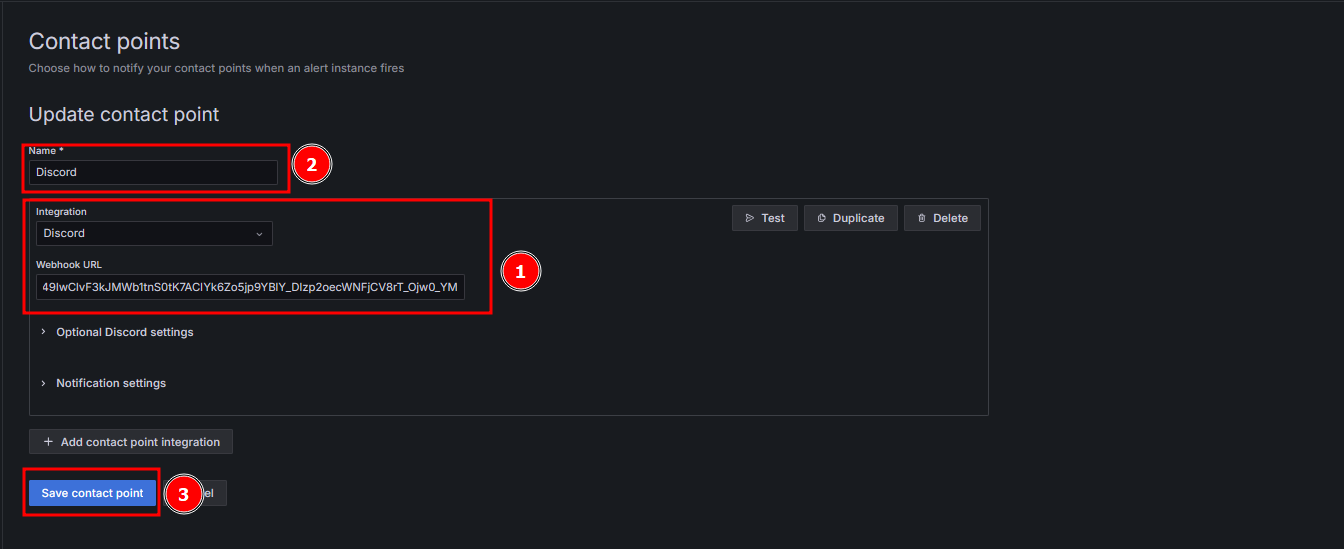 Contact points
Choose how to notify your contact points when an alert instance fires
Update contact point
Name *
Discord
2
Integration
Discord
Test
Duplicate
Delete
Webhook URL
1
Optional Discord settings
Notification settings
Add contact point integration
Save contact point
3